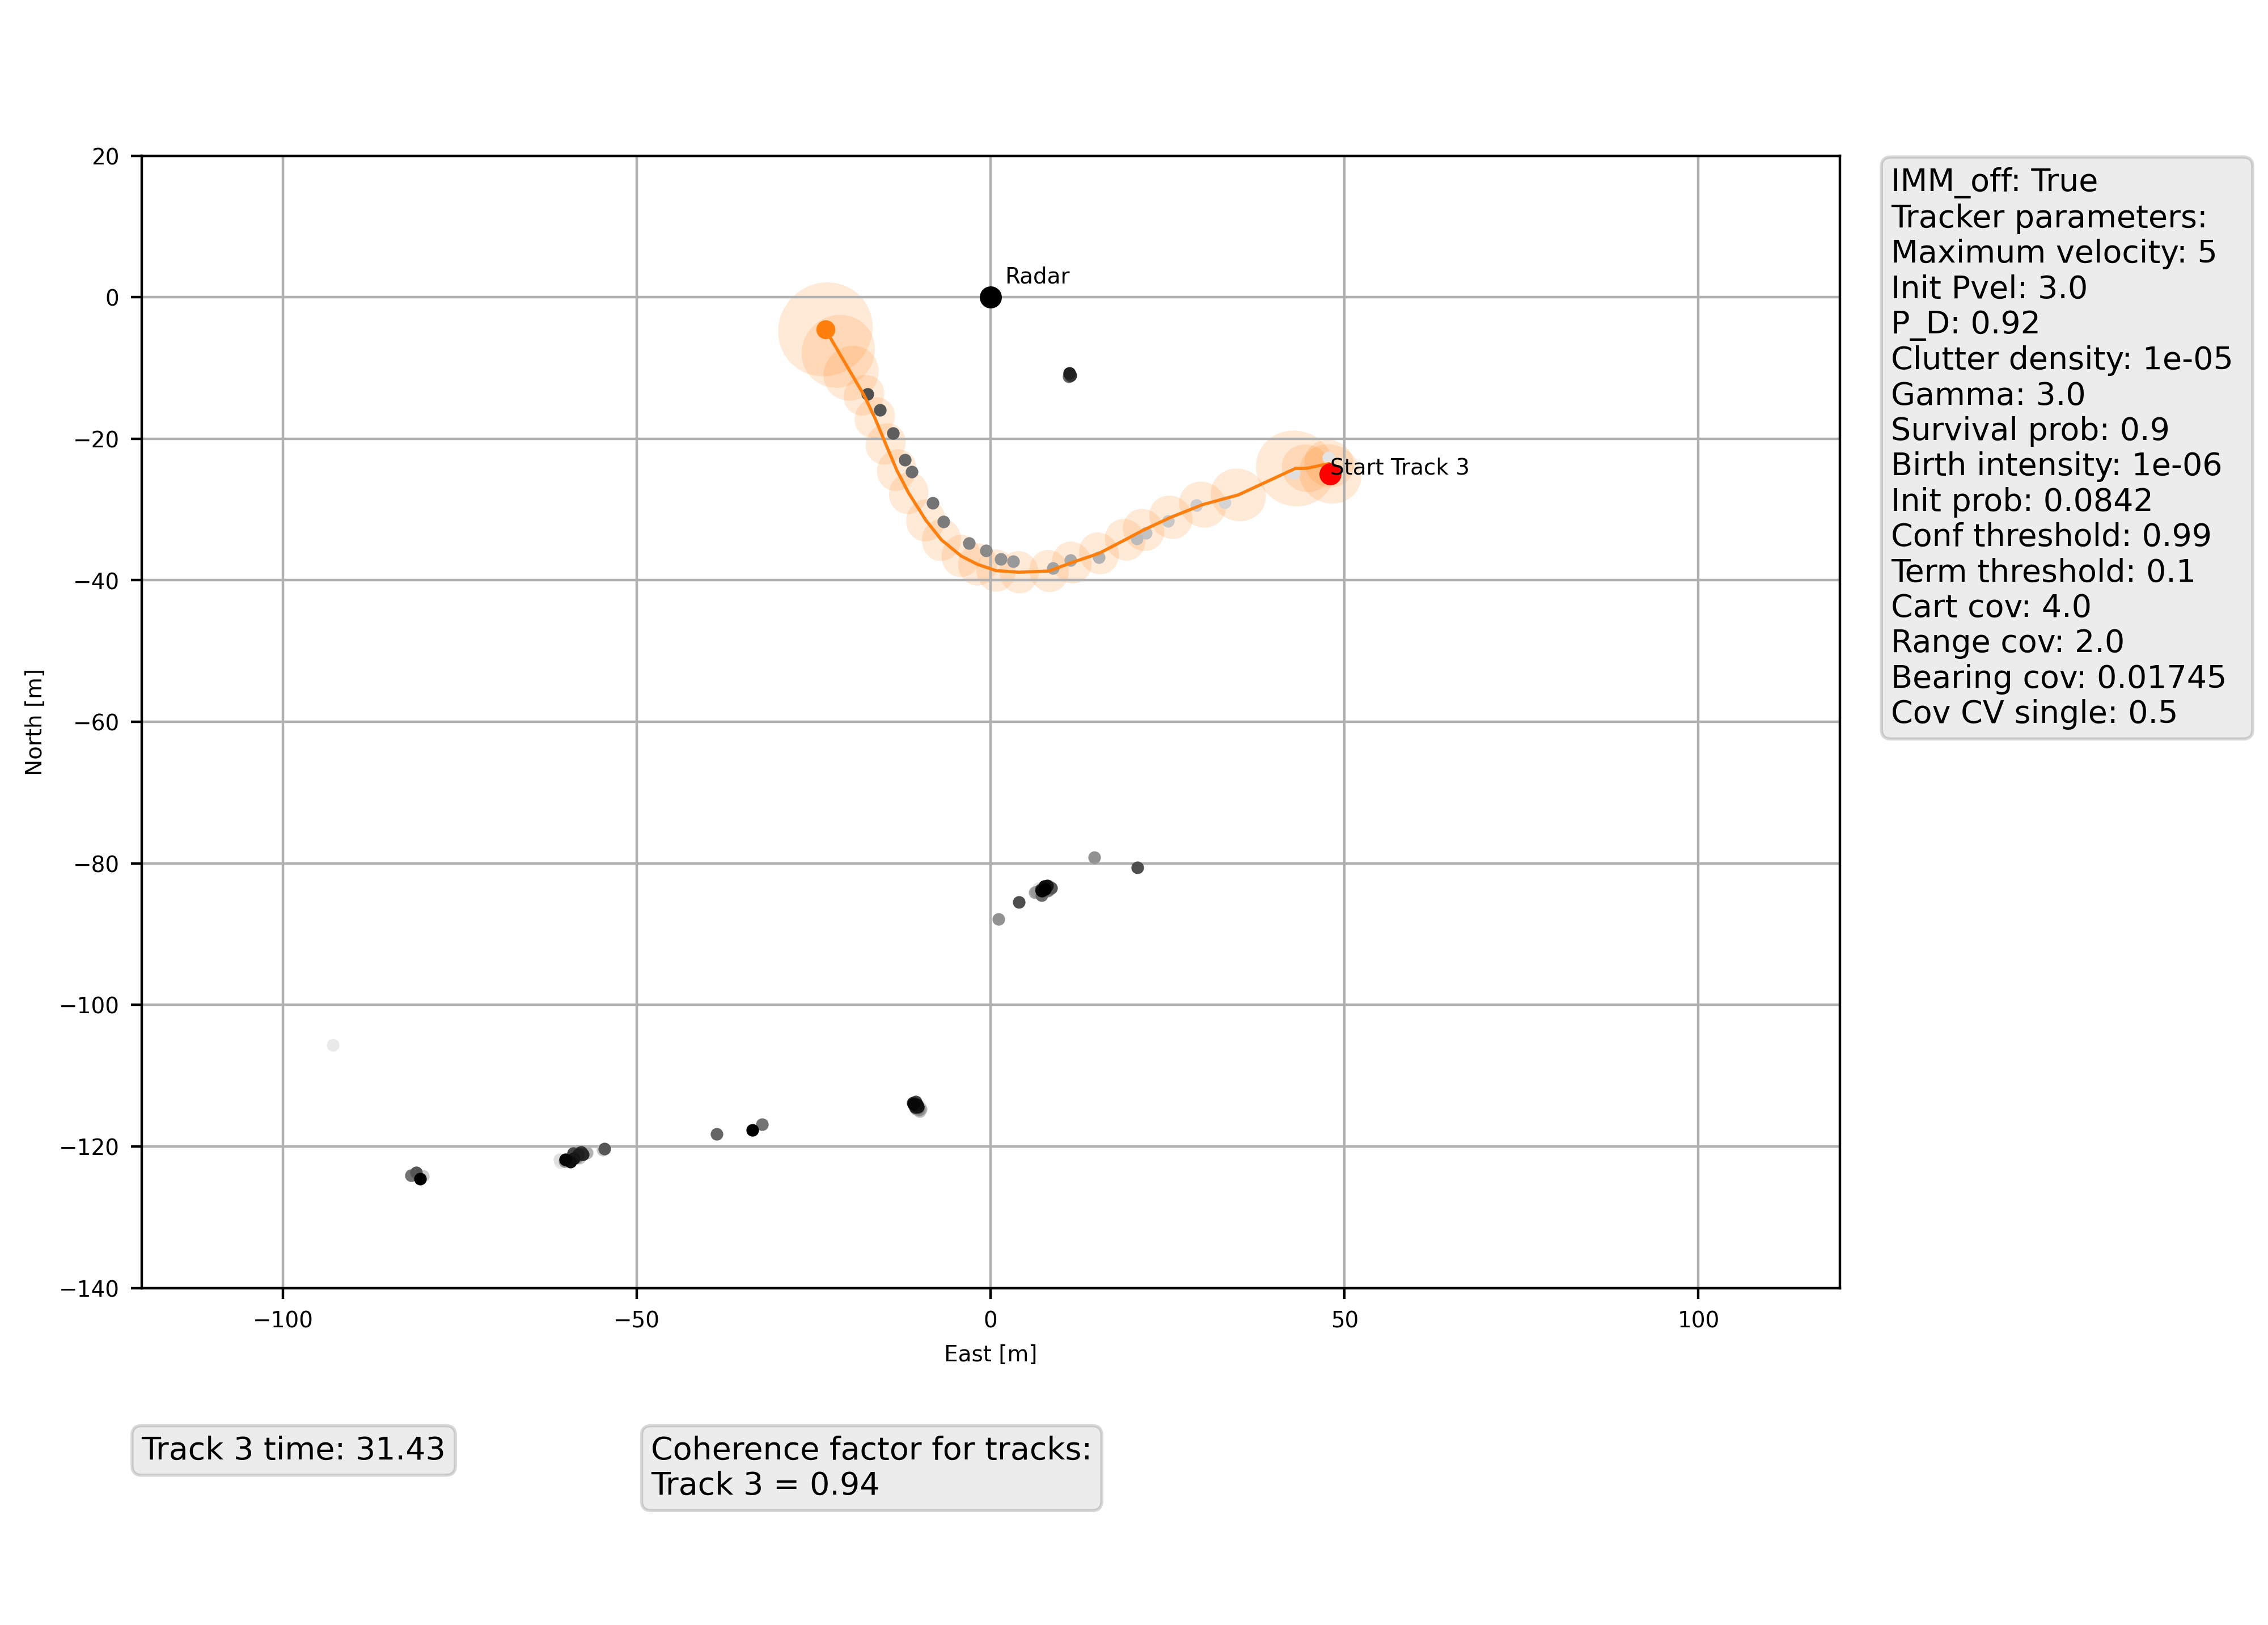 20
0
−20
−40
−60
−80
−100
−120
−140
−100
−50
0
50
100
North [m]
East [m]
Radar
Start Track 3
IMM_off: True
Tracker parameters:
Maximum velocity: 5
Init Pvel: 3.0
P_D: 0.92
Clutter density: 1e-05
Gamma: 3.0
Survival prob: 0.9
Birth intensity: 1e-06
Init prob: 0.0842
Conf threshold: 0.99
Term threshold: 0.1
Cart cov: 4.0
Range cov: 2.0
Bearing cov: 0.01745
Cov CV single: 0.5
Track 3 time: 31.43
Coherence factor for tracks:
Track 3 = 0.94